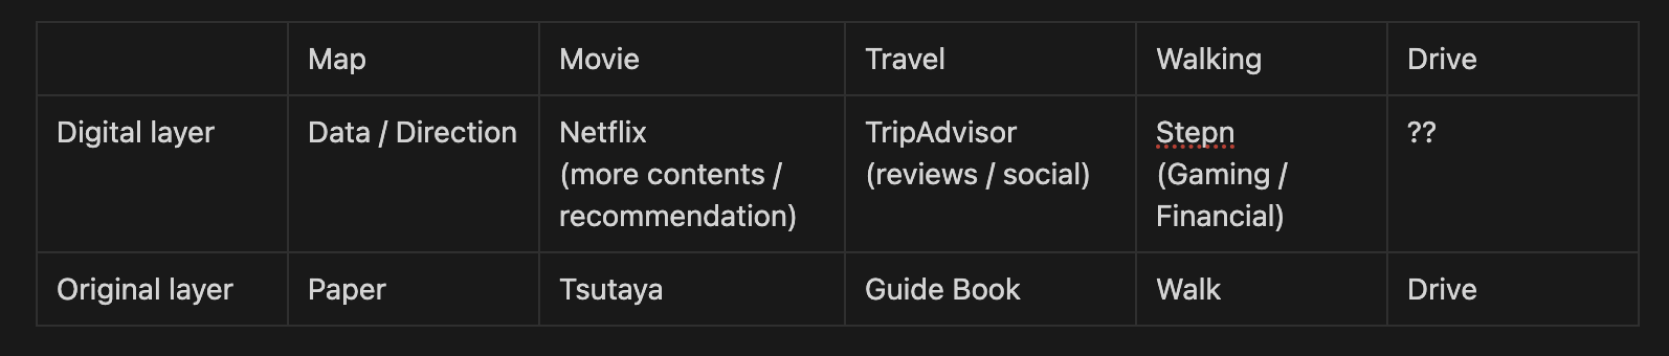 Map Movie Travel Walking Drive
Digital layer Data / Direction Netflix TripAdvisor Stepn ??
(more contents / (reviews / social) (Gaming /
recommendation) Financial)
Original layer Paper Tsutaya Guide Book Walk Drive